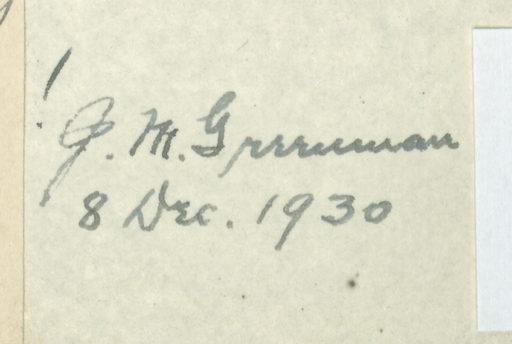 !
J. M. Greenman
8 Dec. 1930